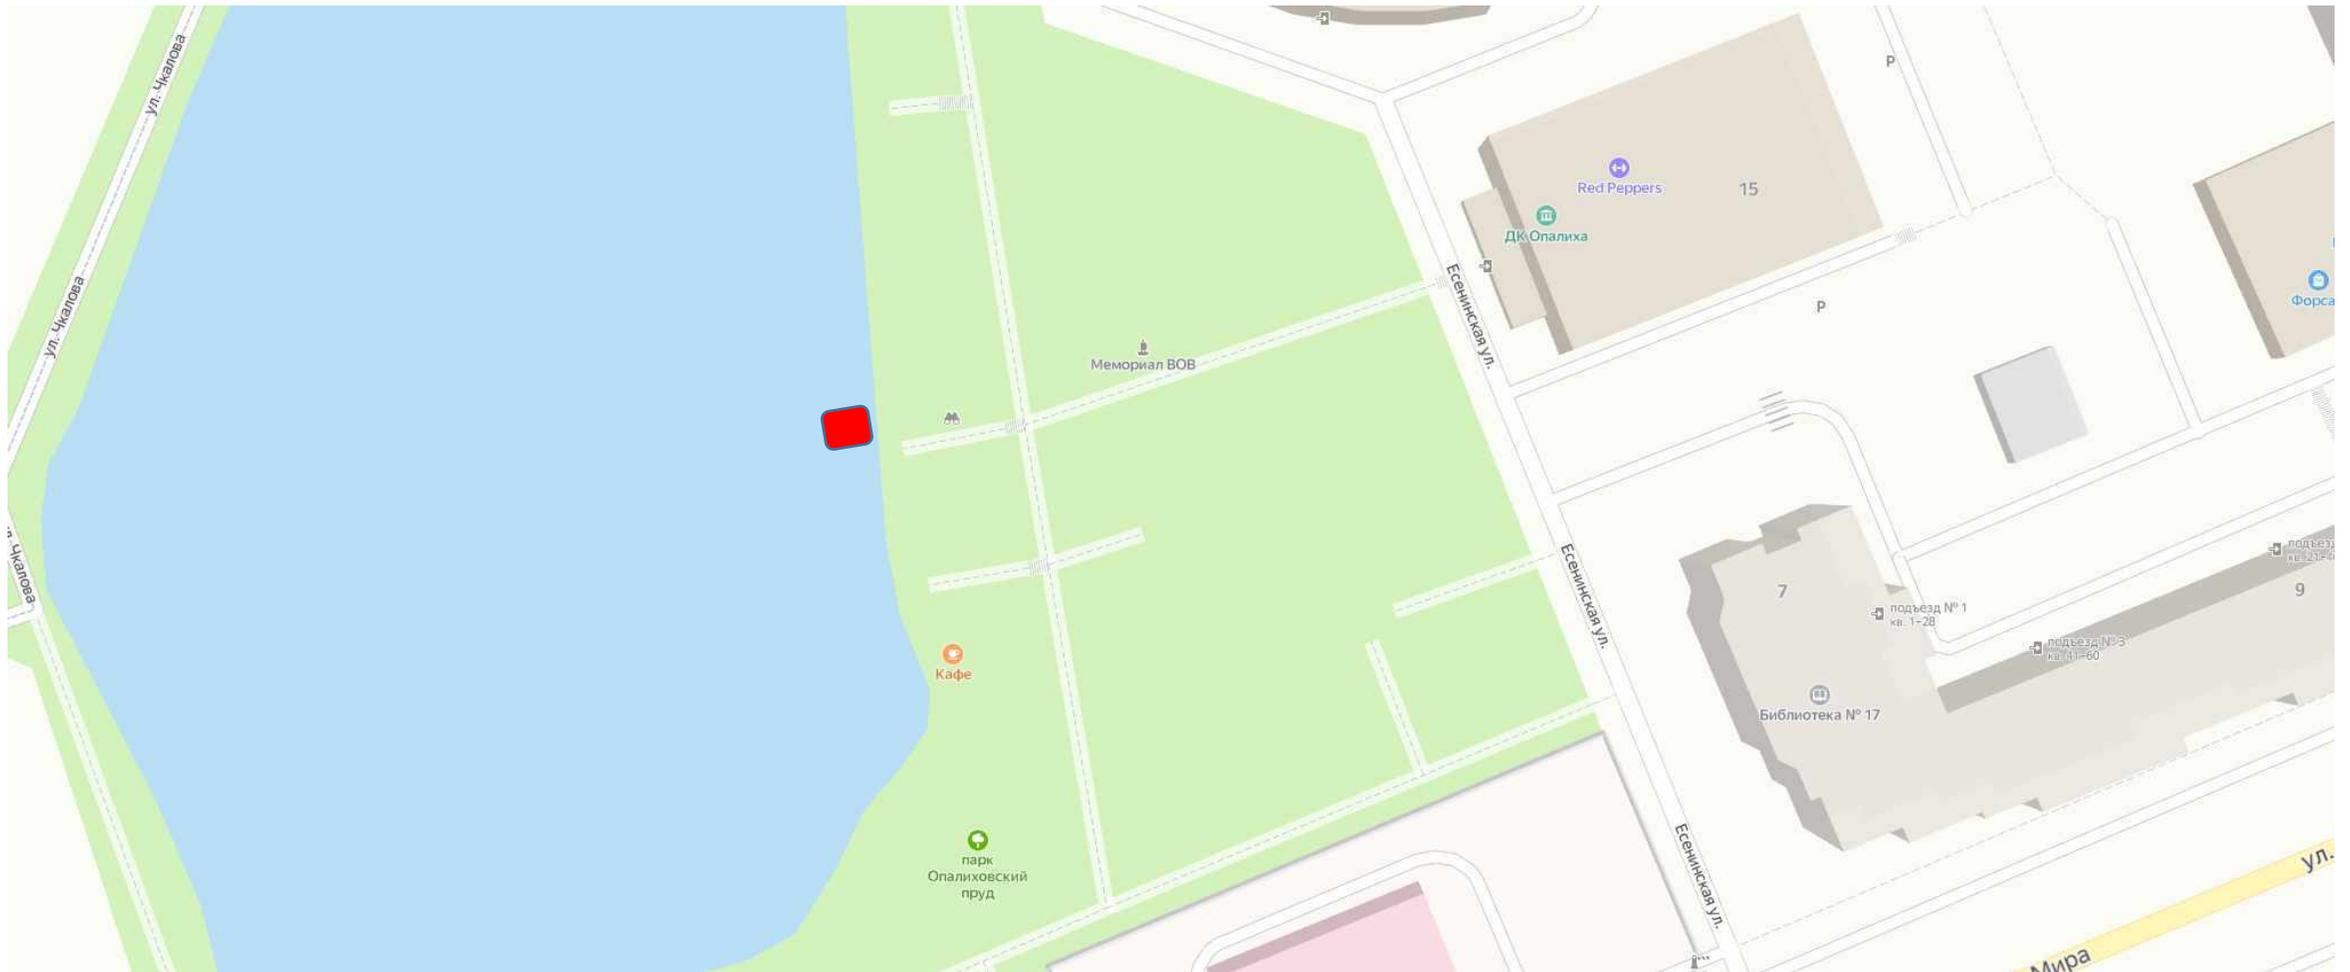 ул. Чкалова
ул. Чкалова
ул. Чкалова
P
Red Peppers
15
ДК Опалиха
Есенинская ул.
P
Форса
Мемориал ВОВ
Есенинская ул.
7
9
подъезд № 1
кв. 1–28
подъезд № 3
кв. 41–60
Кафе
Библиотека № 17
парк
Опалиховский
пруд
Есенинская ул.
ул.
Мира